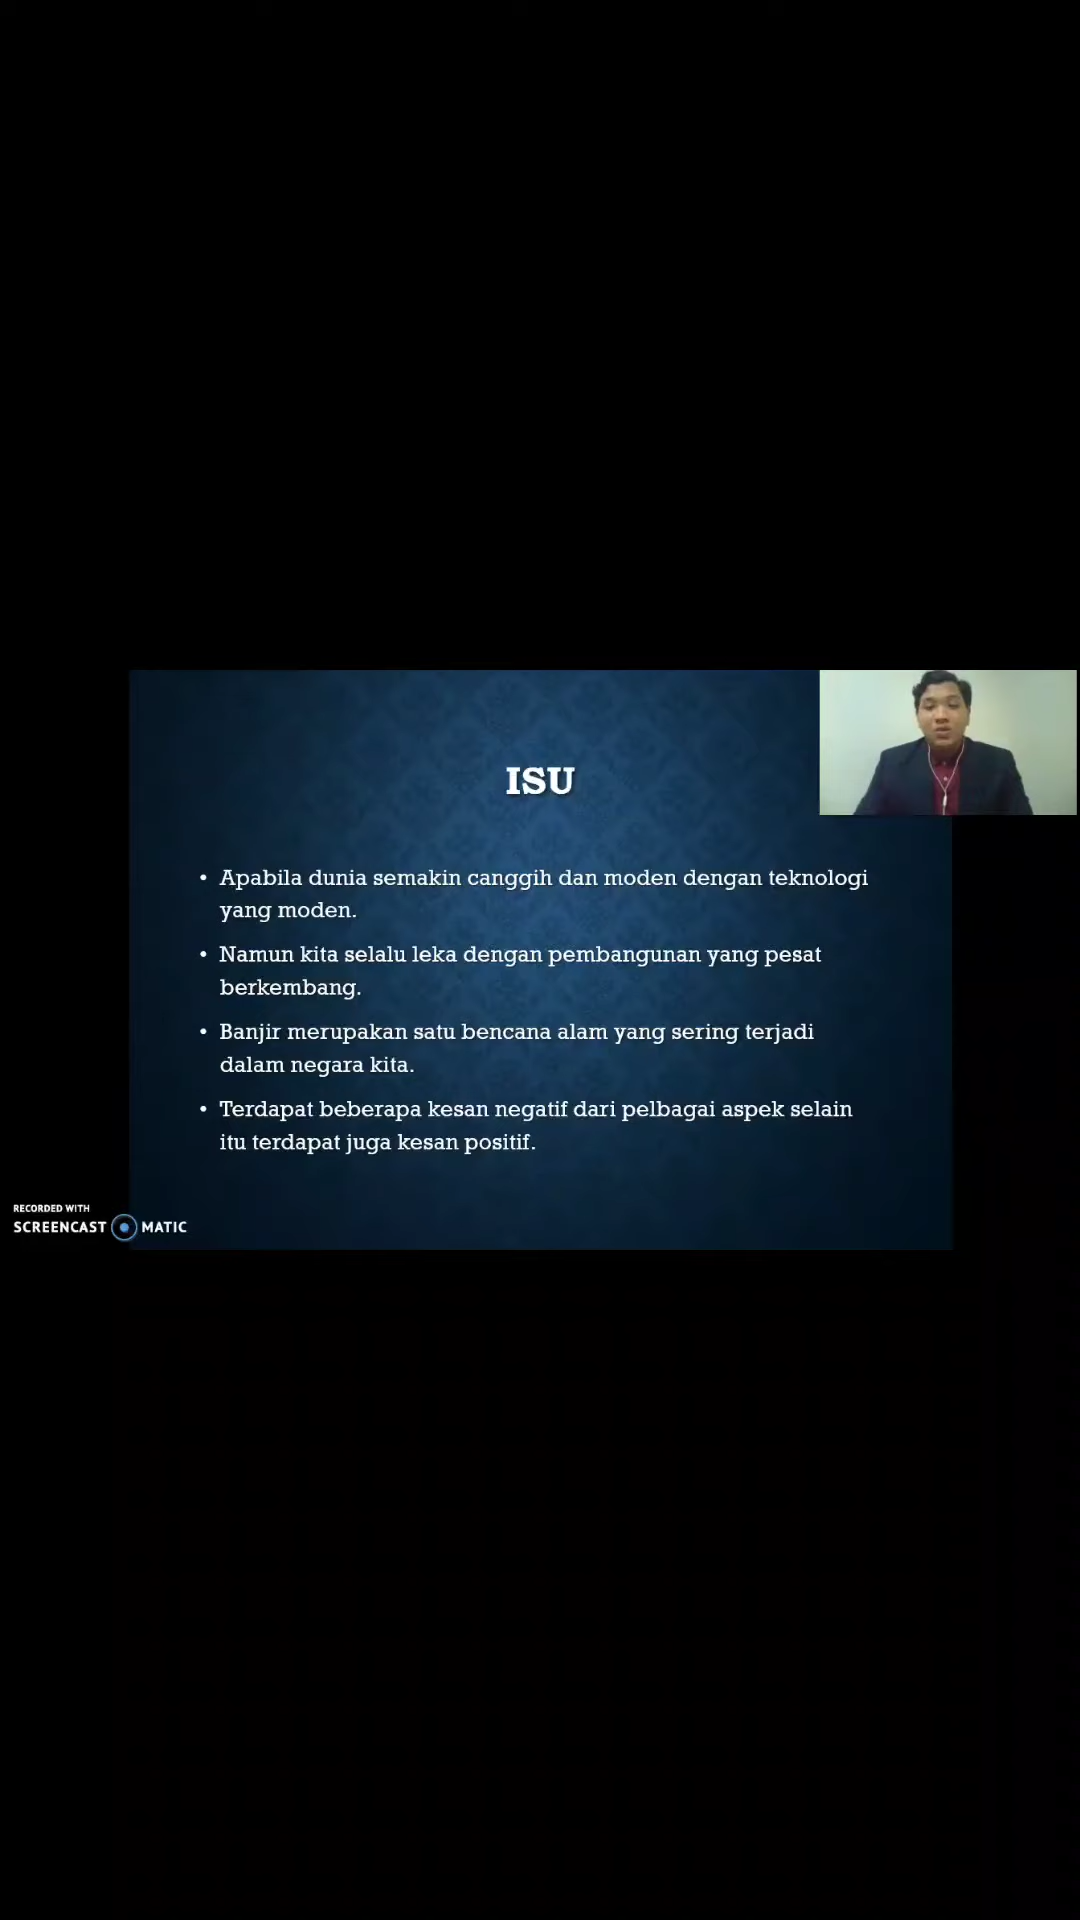 ISU
• Apabila dunia semakin canggih dan moden dengan teknologi
yang moden.
• Namun kita selalu leka dengan pembangunan yang pesat
berkembang.
• Banjir merupakan satu bencana alam yang sering terjadi
dalam negara kita.
• Terdapat beberapa kesan negatif dari pelbagai aspek selain
itu terdapat juga kesan positif.
RECORDED WITH
SCREENCAST MATIC